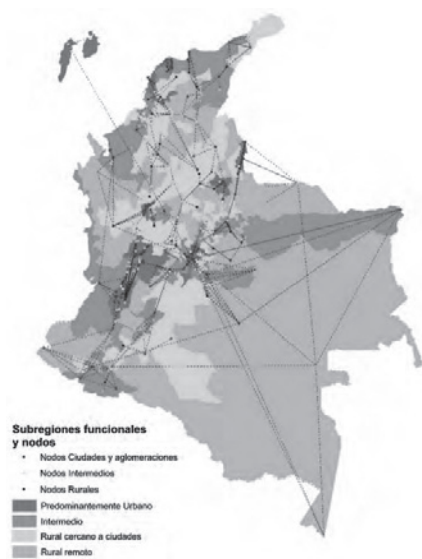 Subregiones funcionales
y nodos
Nodos Ciudades y aglomeraciones
Nodos Intermedios
Nodos Rurales
Predominantemente Urbano
Intermedio
Rural cercano a ciudades
Rural remoto